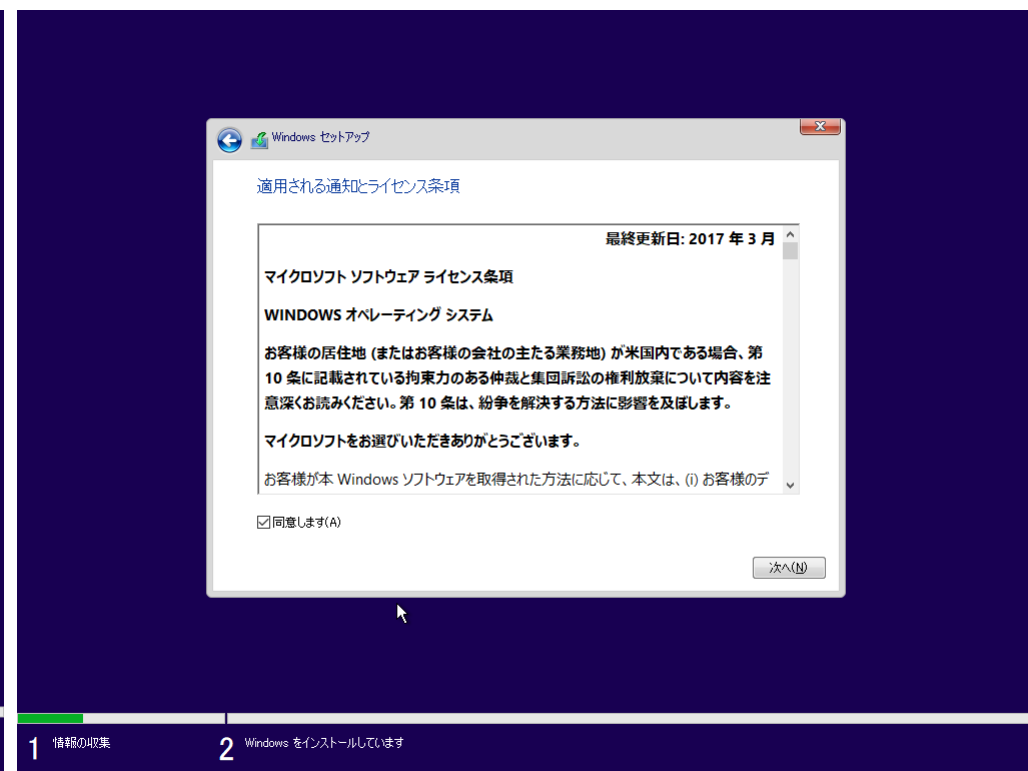 Windows セットアップ
適用される通知とライセンス条項
最終更新日: 2017 年 3 月
マイクロソフト ソフトウェア ライセンス条項
WINDOWS オペレーティング システム
お客様の居住地 (またはお客様の会社の主たる業務地) が米国内である場合、第
10 条に記載されている拘束力のある仲裁と集団訴訟の権利放棄について内容を注
意深くお読みください。第 10 条は、紛争を解決する方法に影響を及ぼします。
マイクロソフトをお選びいただきありがとうございます。
お客様が本 Windows ソフトウェアを取得された方法に応じて、本文は、(i) お客様のデ
同意します(A)
次へ(N)
1 情報の収集
2 Windows をインストールしています